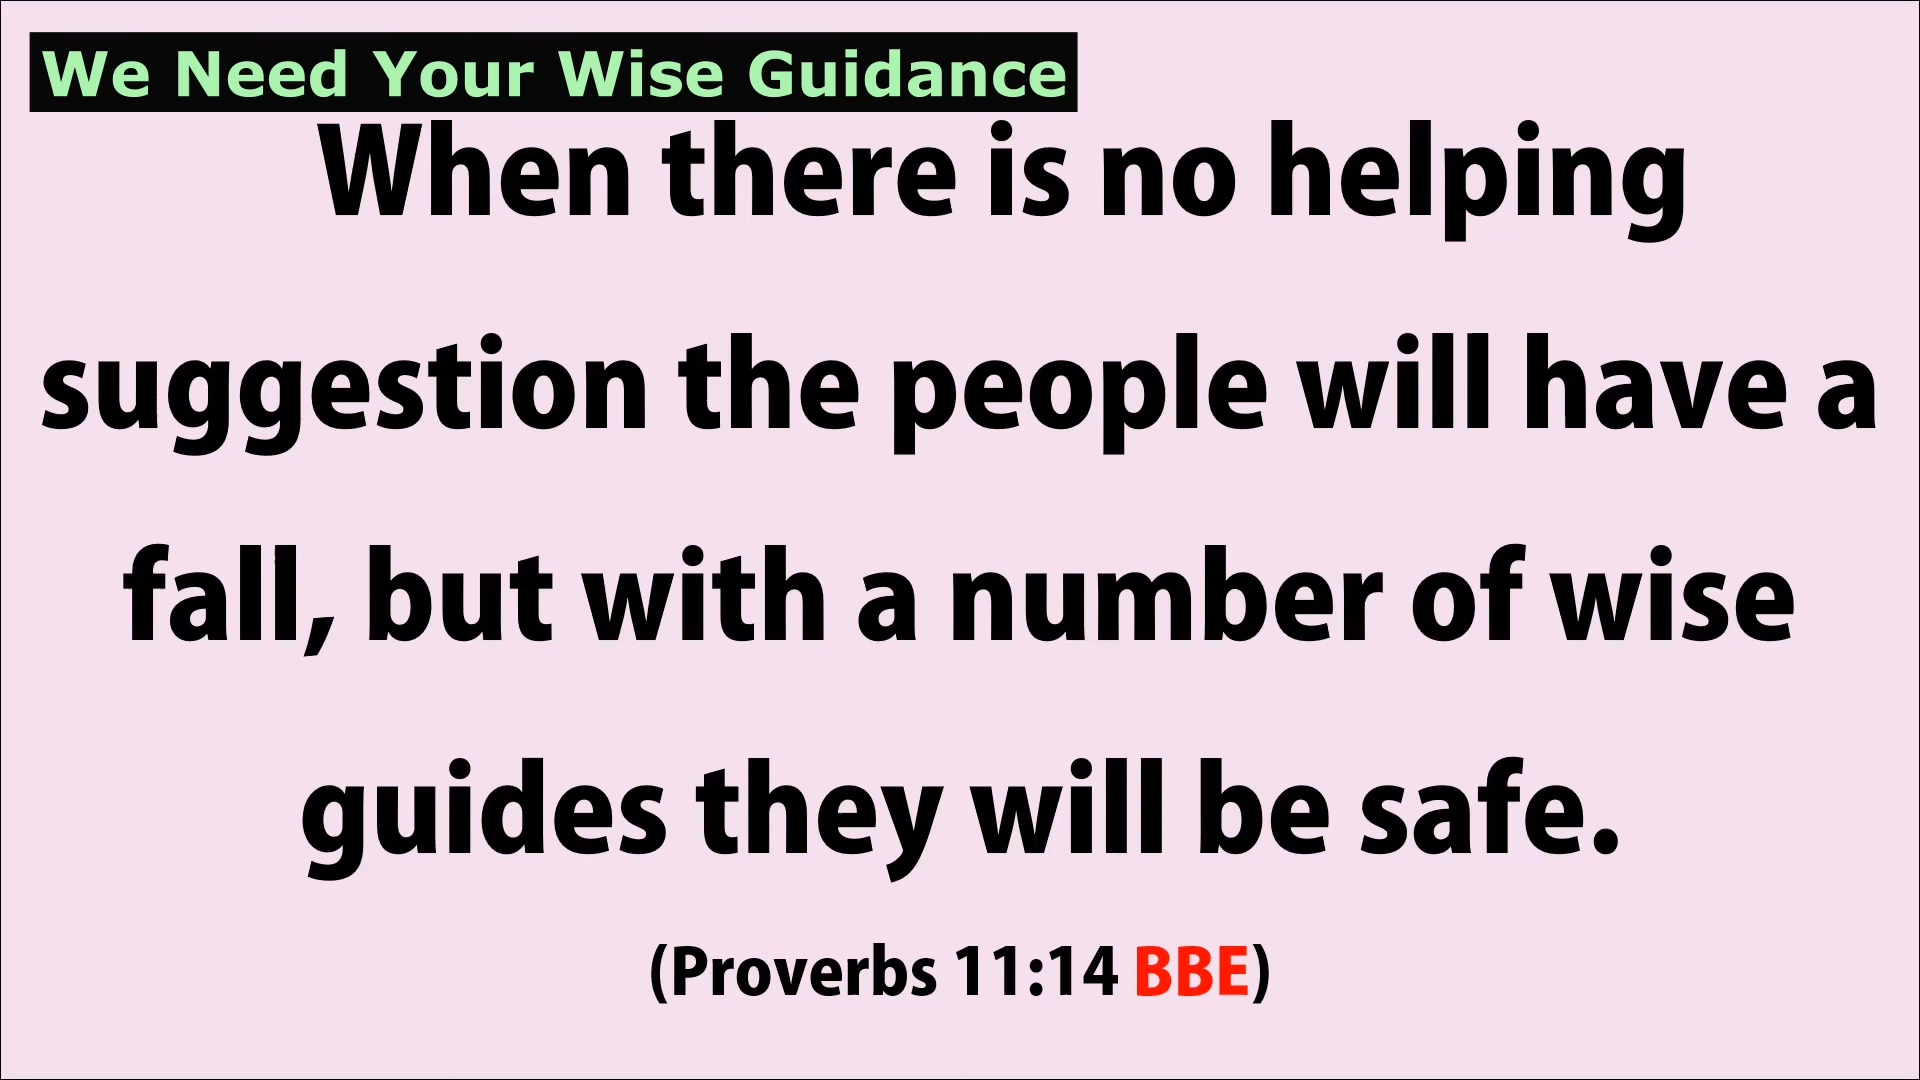 We Need Your Wise Guidance
When there is no helping
suggestion the people will have a
fall, but with a number of wise
guides they will be safe.
(Proverbs 11:14 BBE)